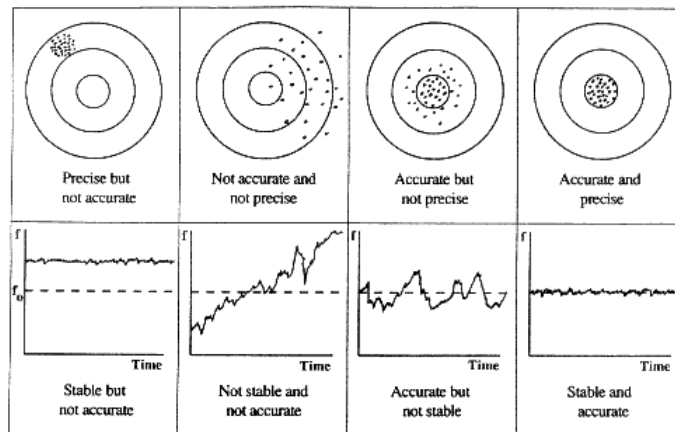 Precise but
not accurate
Not accurate and
not precise
Accurate but
not precise
Accurate and
precise
f
f₀
Time
Stable but
not accurate
f
Time
Not stable and
not accurate
f
Time
Accurate but
not stable
f
Time
Stable and
accurate